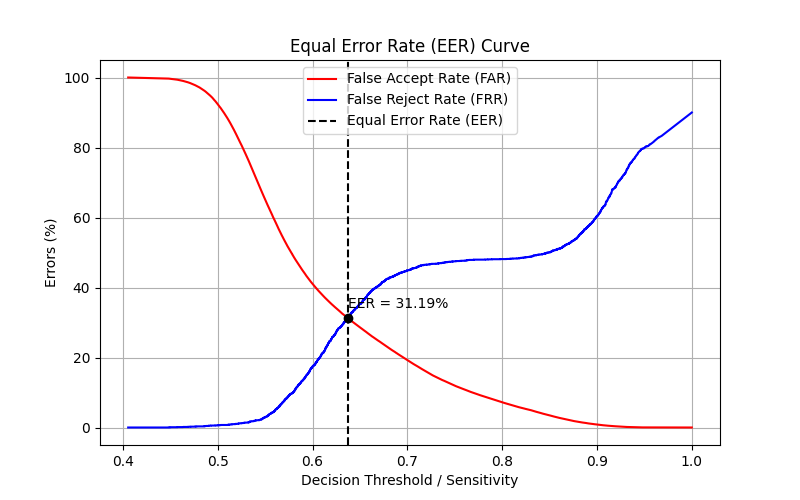 Equal Error Rate (EER) Curve
False Accept Rate (FAR)
False Reject Rate (FRR)
Equal Error Rate (EER)
100
80
60
40
20
0
Errors (%)
EER = 31.19%
0.4 0.5 0.6 0.7 0.8 0.9 1.0
Decision Threshold / Sensitivity